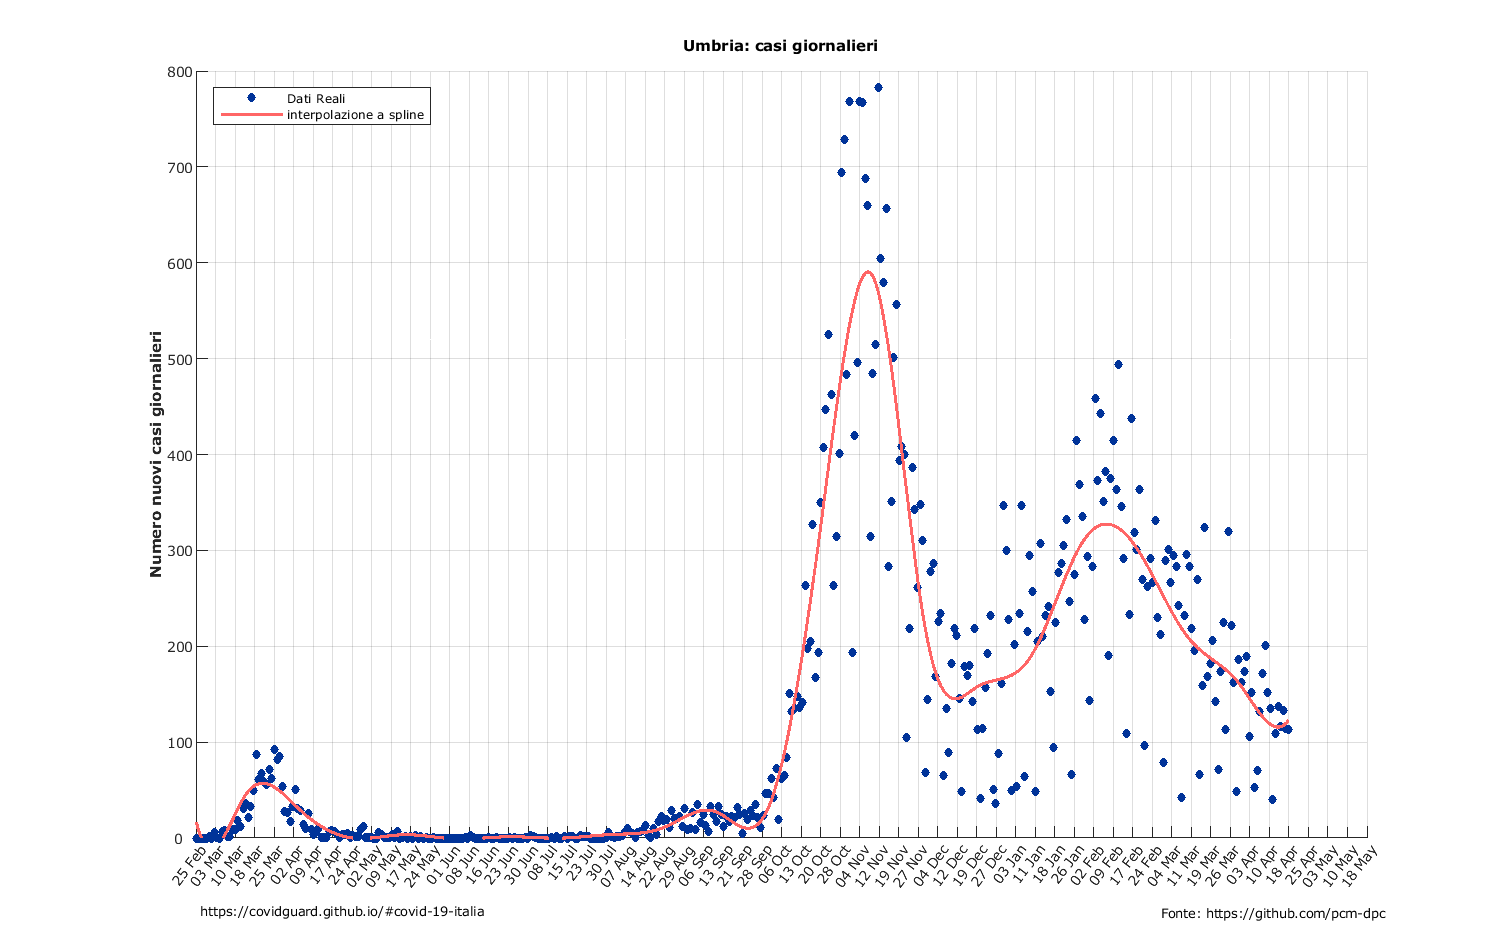 Umbria: casi giornalieri
800
700
600
500
400
300
200
100
0
Numero nuovi casi giornalieri
Dati Reali
interpolazione a spline
25 Feb
03 Mar
10 Mar
18 Mar
25 Mar
02 Apr
09 Apr
17 Apr
24 Apr
02 May
09 May
17 May
24 May
01 Jun
08 Jun
16 Jun
23 Jun
30 Jun
08 Jul
15 Jul
23 Jul
30 Jul
07 Aug
14 Aug
22 Aug
29 Aug
06 Sep
13 Sep
21 Sep
28 Sep
06 Oct
13 Oct
20 Oct
28 Oct
04 Nov
12 Nov
19 Nov
27 Nov
04 Dec
12 Dec
19 Dec
27 Dec
03 Jan
11 Jan
18 Jan
26 Jan
02 Feb
09 Feb
17 Feb
24 Feb
04 Mar
11 Mar
19 Mar
26 Mar
03 Apr
10 Apr
18 Apr
25 Apr
03 May
10 May
18 May
https://covidguard.github.io/#covid-19-italia
Fonte: https://github.com/pcm-dpc